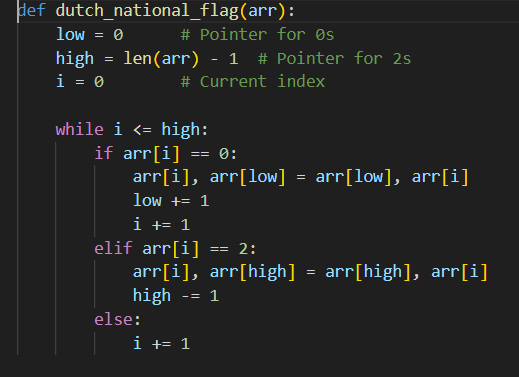 def dutch_national_flag(arr):
    low = 0      # Pointer for 0s
    high = len(arr) - 1  # Pointer for 2s
    i = 0        # Current index

    while i <= high:
        if arr[i] == 0:
            arr[i], arr[low] = arr[low], arr[i]
            low += 1
            i += 1
        elif arr[i] == 2:
            arr[i], arr[high] = arr[high], arr[i]
            high -= 1
        else:
            i += 1